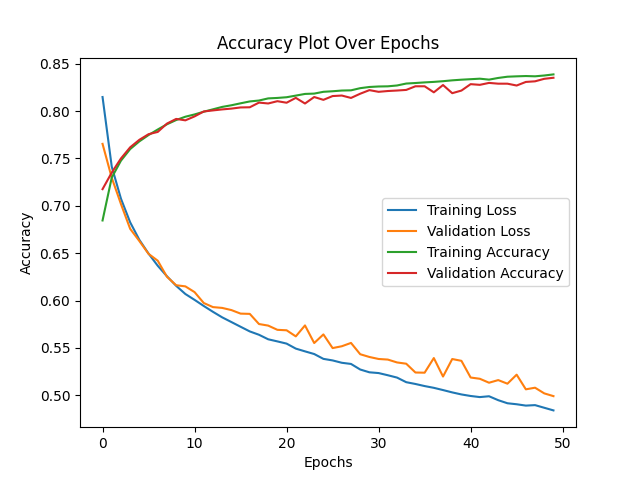 Accuracy Plot Over Epochs
Accuracy
0.85
0.80
0.75
0.70
0.65
0.60
0.55
0.50
Training Loss
Validation Loss
Training Accuracy
Validation Accuracy
0 10 20 30 40 50
Epochs